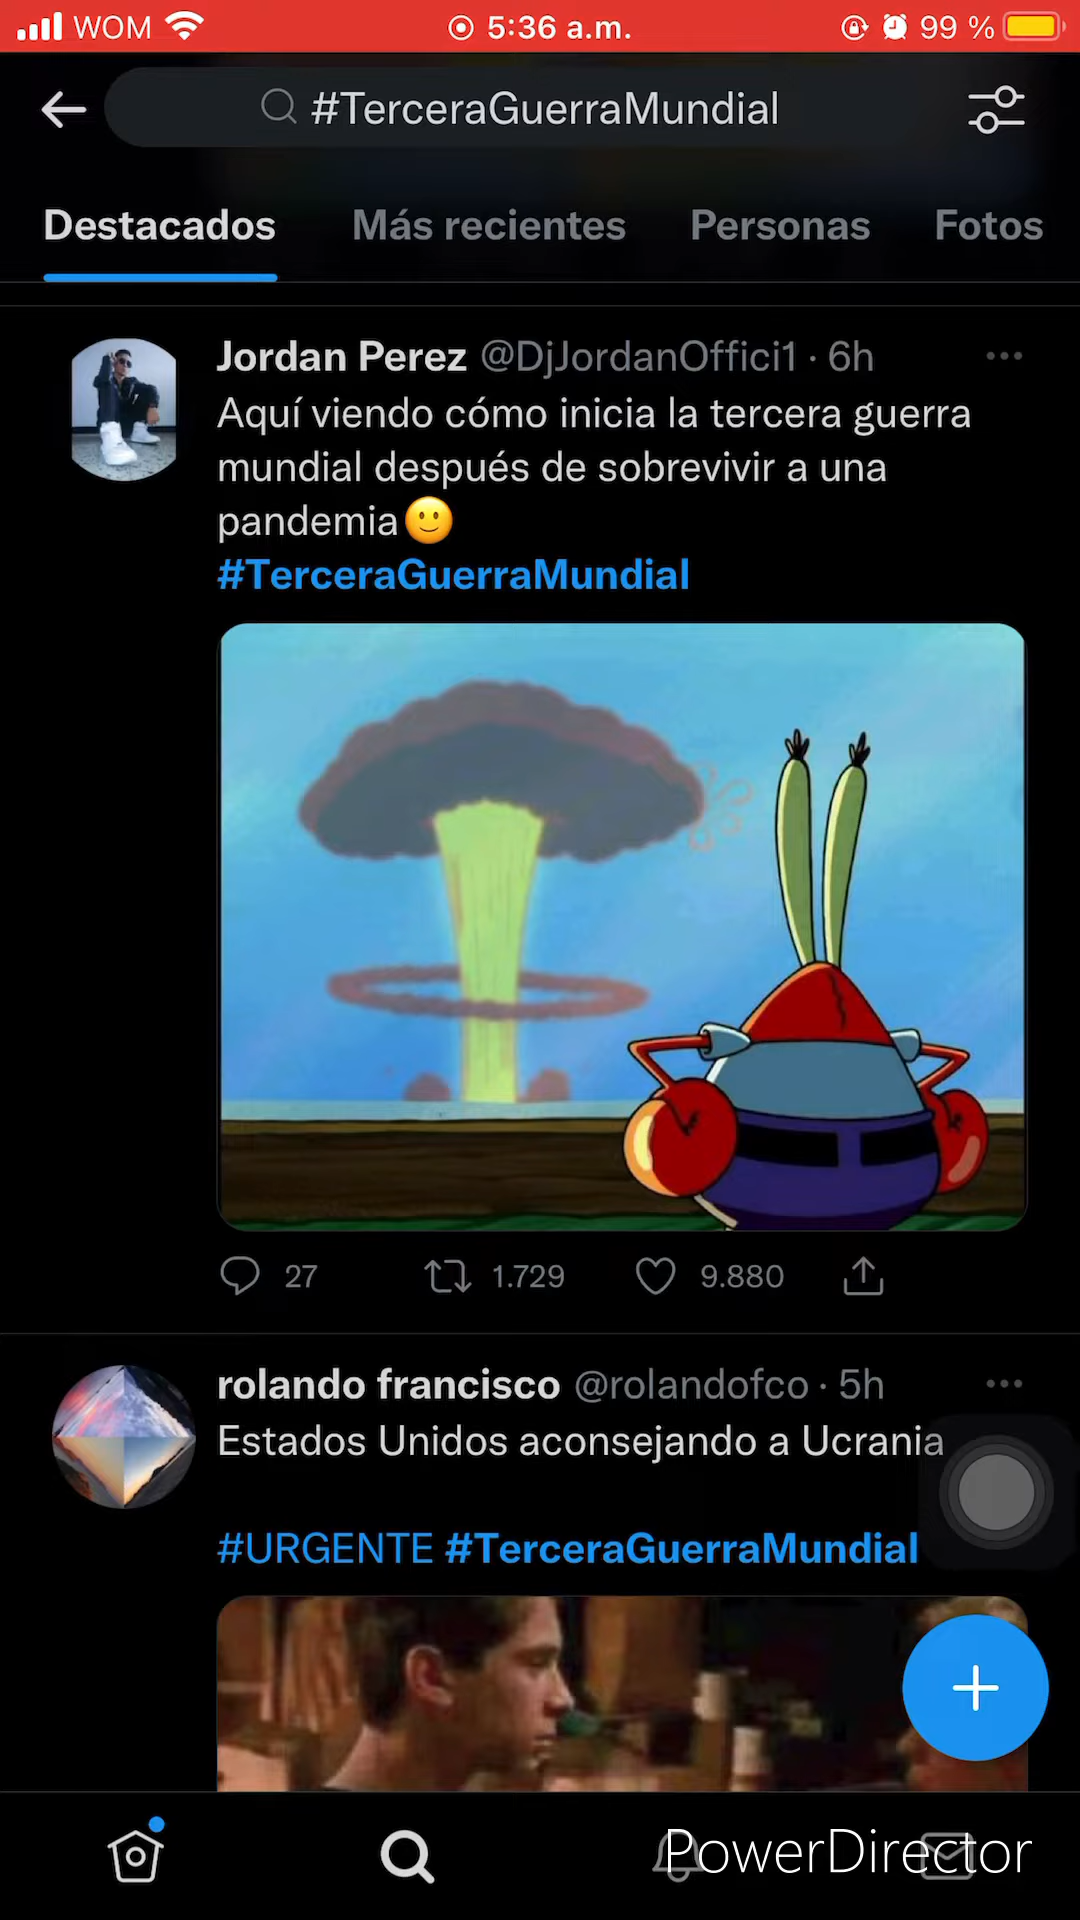 WOM 5:36 a.m. 99 %
#TerceraGuerraMundial
Destacados Más recientes Personas Fotos
Jordan Perez @DjJordanOffici1 · 6h
Aquí viendo cómo inicia la tercera guerra
mundial después de sobrevivir a una
pandemia🙂
#TerceraGuerraMundial
27 1.729 9.880
rolando francisco @rolandofco · 5h
Estados Unidos aconsejando a Ucrania
#URGENTE #TerceraGuerraMundial
PowerDirector